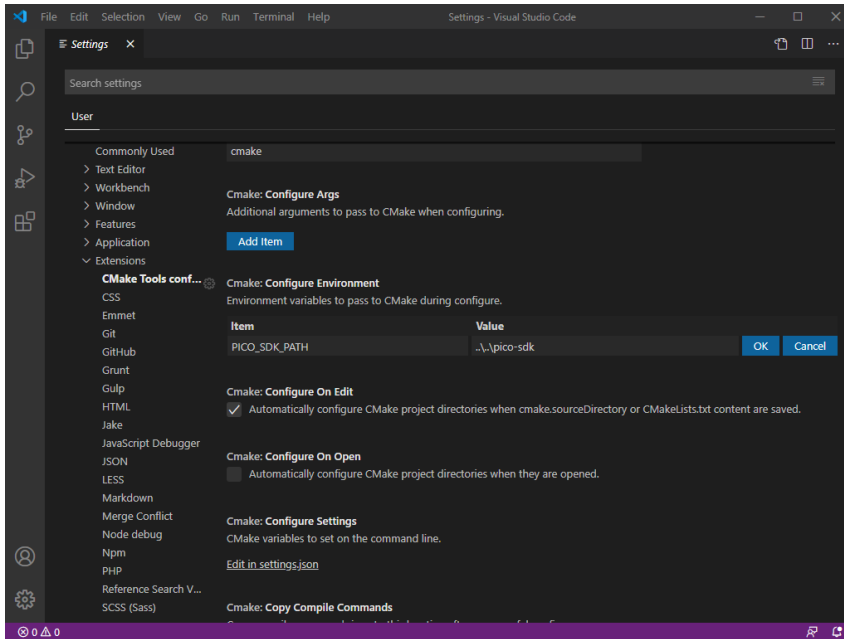 File Edit Selection View Go Run Terminal Help Settings - Visual Studio Code
Settings
Search settings
User
Commonly Used
Text Editor
Workbench
Window
Features
Application
Extensions
CMake Tools conf...
CSS
Emmet
Git
GitHub
Grunt
Gulp
HTML
Jake
JavaScript Debugger
JSON
LESS
Markdown
Merge Conflict
Node debug
Npm
PHP
Reference Search V...
SCSS (Sass)
cmake
Cmake: Configure Args
Additional arguments to pass to CMake when configuring.
Add Item
Cmake: Configure Environment
Environment variables to pass to CMake during configure.
Item Value
PICO_SDK_PATH ..\..\pico-sdk OK Cancel
Cmake: Configure On Edit
Automatically configure CMake project directories when cmake.sourceDirectory or CMakeLists.txt content are saved.
Cmake: Configure On Open
Automatically configure CMake project directories when they are opened.
Cmake: Configure Settings
CMake variables to set on the command line.
Edit in settings.json
Cmake: Copy Compile Commands
0 0